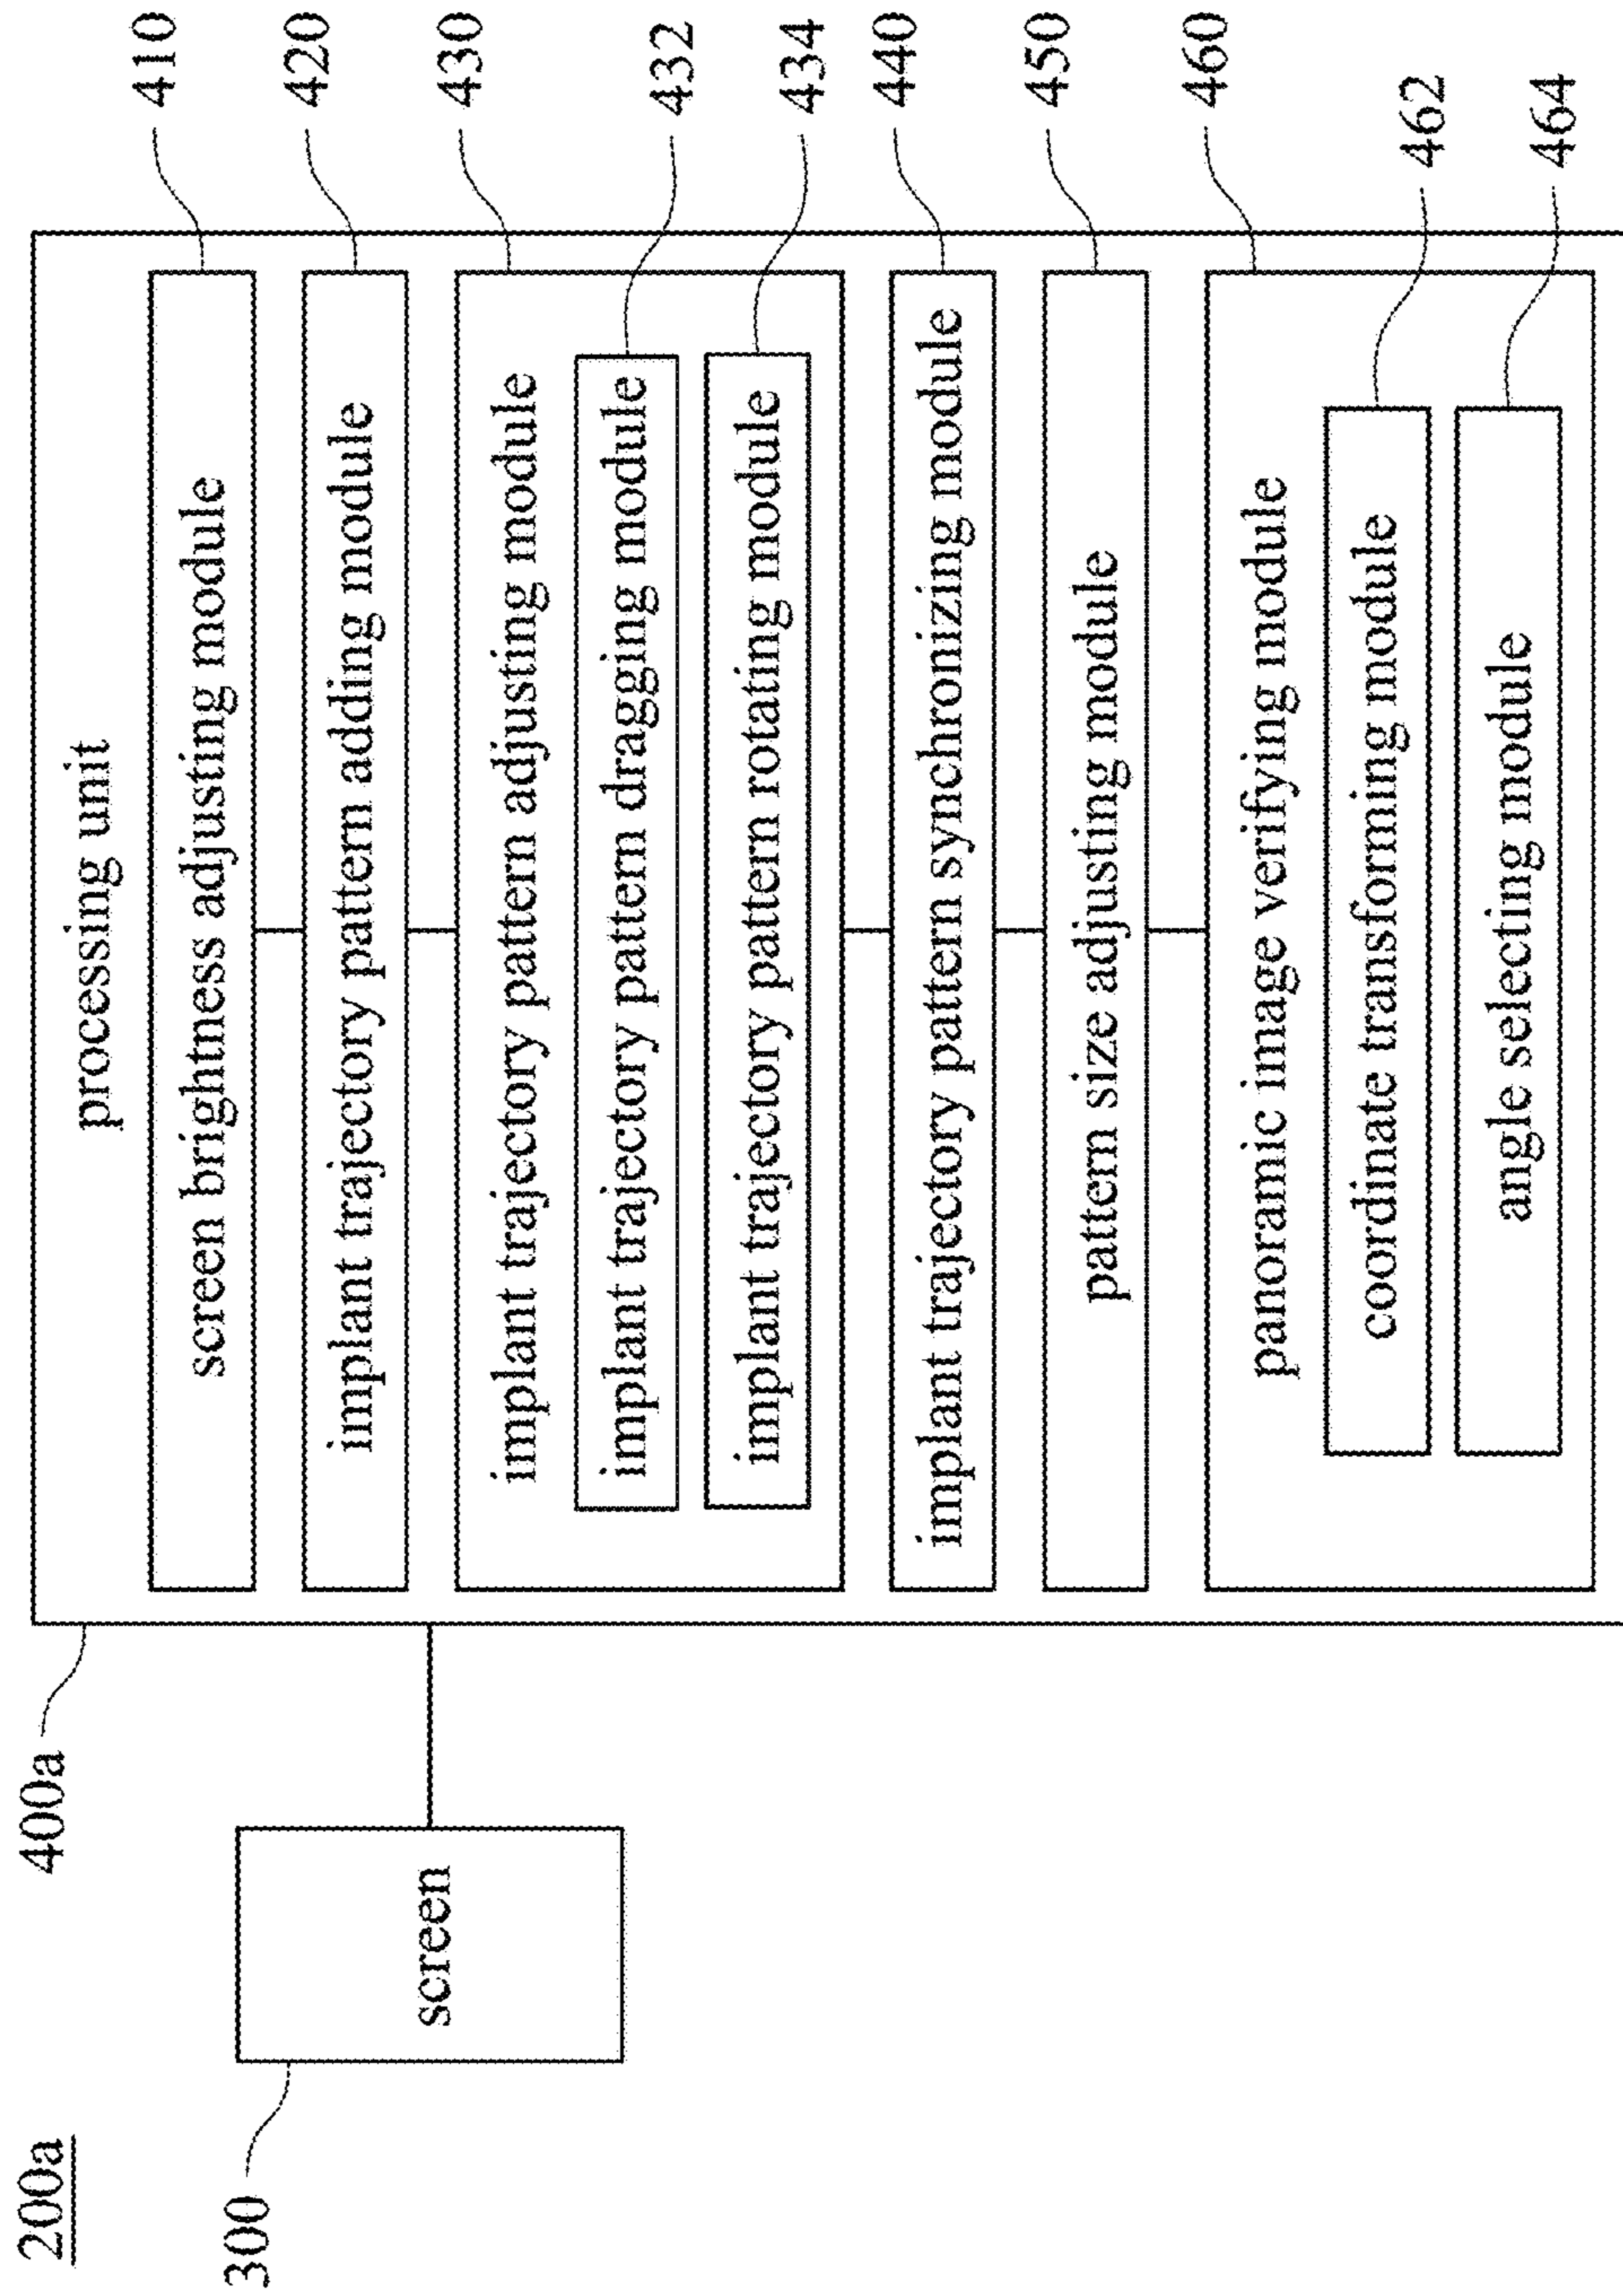 200a
300
screen
400a
processing unit
screen brightness adjusting module
410
implant trajectory pattern adding module
420
implant trajectory pattern adjusting module
430
implant trajectory pattern dragging module
432
implant trajectory pattern rotating module
434
implant trajectory pattern synchronizing module
440
pattern size adjusting module
450
panoramic image verifying module
460
coordinate transforming module
462
angle selecting module
464